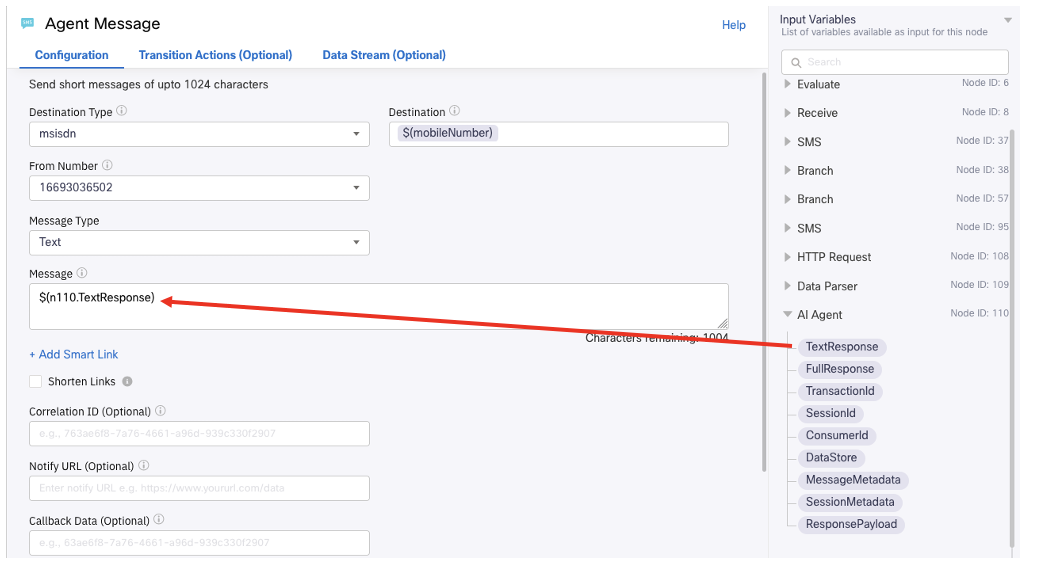 SMS
Agent Message
Help
Configuration
Transition Actions (Optional)
Data Stream (Optional)
Send short messages of upto 1024 characters
Destination Type
msisdn
Destination
$(mobileNumber)
From Number
16693036502
Message Type
Text
Message
$(n110.TextResponse)
Characters remaining: 1004
+ Add Smart Link
Shorten Links
Correlation ID (Optional)
e.g., 763ae6f8-7a76-4661-a96d-939c330f2907
Notify URL (Optional)
Enter notify URL e.g. https://www.yoururl.com/data
Callback Data (Optional)
e.g., 63ae6f8-7a76-4661-a96d-939c330f2907
Input Variables
List of variables available as input for this node
Search
Evaluate Node ID: 6
Receive Node ID: 8
SMS Node ID: 37
Branch Node ID: 38
Branch Node ID: 57
SMS Node ID: 95
HTTP Request Node ID: 108
Data Parser Node ID: 109
AI Agent Node ID: 110
TextResponse
FullResponse
TransactionId
SessionId
ConsumerId
DataStore
MessageMetadata
SessionMetadata
ResponsePayload